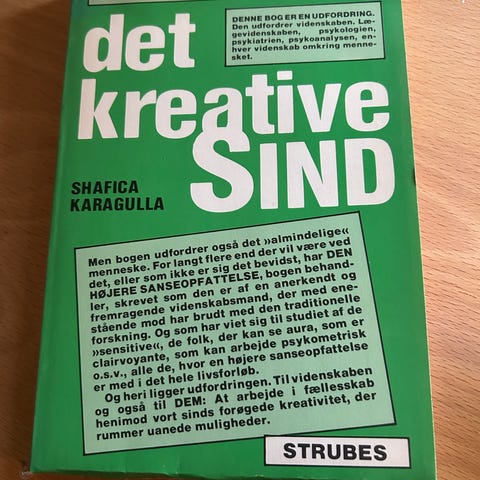 det
kreative
SIND
DENNE BOG ER EN UDFORDRING.
Den udfordrer videnskaben. Læ-
gevidenskaben, psykologien,
psykiatrien, psykoanalysen, en-
hver videnskab omkring menne-
sket.
SHAFICA
KARAGULLA
Men bogen udfordrer også det »almindelige«
menneske. For langt flere end der vil være ved
det, eller som ikke er sig det bevidst, har DEN
HØJERE SANSEOPFATTELSE, bogen behand-
ler, skrevet som den er af en anerkendt og
fremragende videnskabsmand, der med ene-
stående mod har brudt med den traditionelle
forskning. Og som har viet sig til studiet af de
»sensitive«, de folk, der kan se aura, som er
clairvoyante, som kan arbejde psykometrisk
o.s.v., alle de, hvor en højere sanseopfattelse
er med i det hele livsforløb.
Og heri ligger udfordringen. Til videnskaben
og også til DEM: At arbejde i fællesskab
henimod vort sinds forøgede kreativitet, der
rummer uanede muligheder.
STRUBES